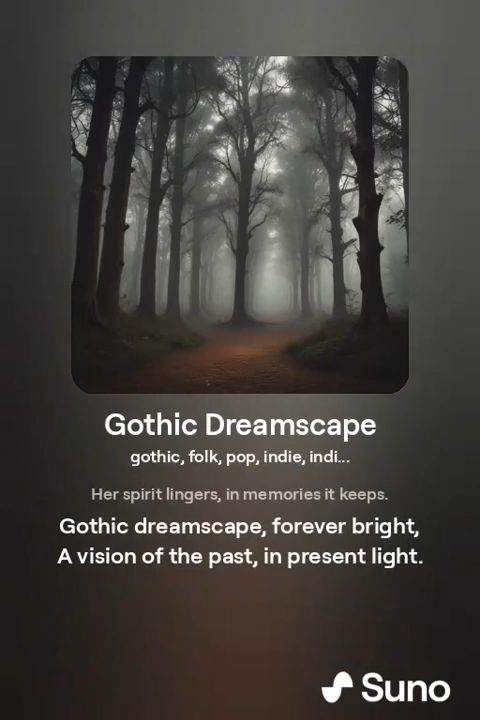 Gothic Dreamscape
gothic, folk, pop, indie, indi...
Her spirit lingers, in memories it keeps.
Gothic dreamscape, forever bright,
A vision of the past, in present light.
Suno